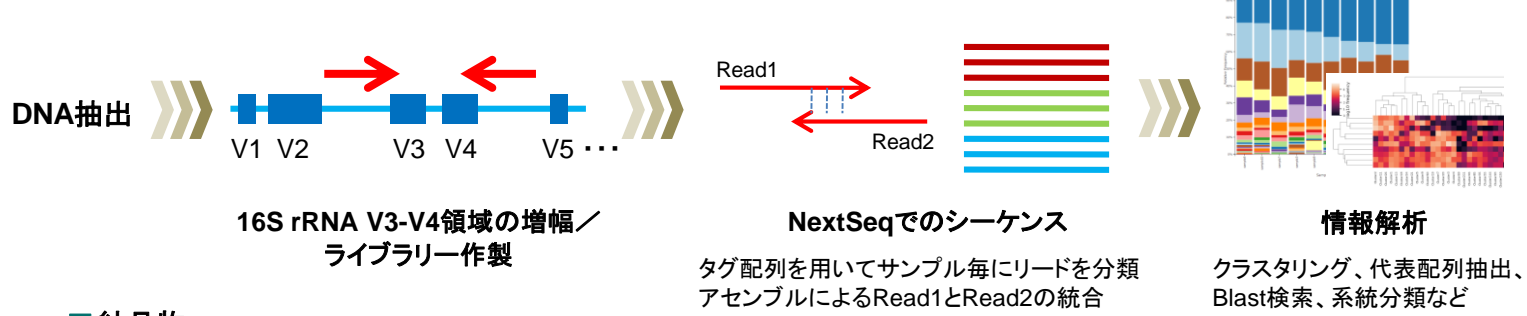 DNA抽出
V1 V2 V3 V4 V5 ・・・
Read1
Read2
16S rRNA V3-V4領域の増幅／
ライブラリー作製
NextSeqでのシーケンス
タグ配列を用いてサンプル毎にリードを分類
アセンブルによるRead1とRead2の統合
情報解析
クラスタリング、代表配列抽出、
Blast検索、系統分類など